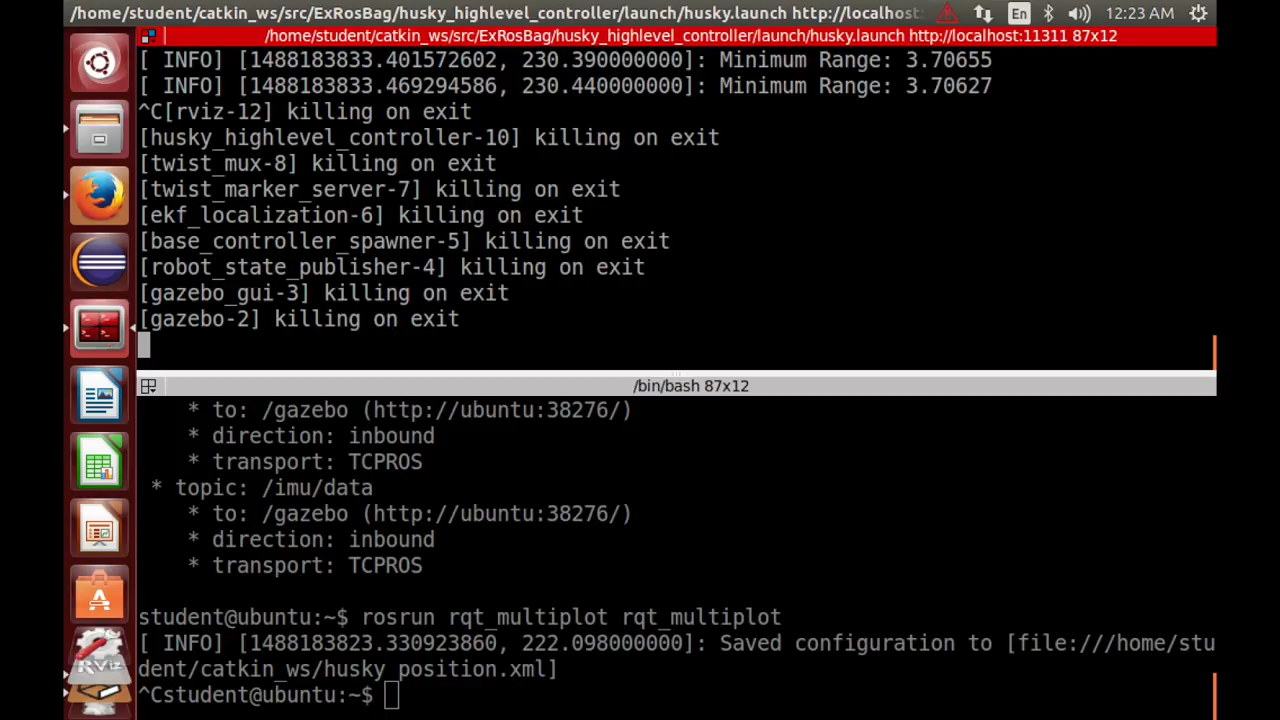 /home/student/catkin_ws/src/ExRosBag/husky_highlevel_controller/launch/husky.launch http://localhost: En 12:23 AM
/home/student/catkin_ws/src/ExRosBag/husky_highlevel_controller/launch/husky.launch http://localhost:11311 87x12
[ INFO] [1488183833.401572602, 230.390000000]: Minimum Range: 3.70655
[ INFO] [1488183833.469294586, 230.440000000]: Minimum Range: 3.70627
^C[rviz-12] killing on exit
[husky_highlevel_controller-10] killing on exit
[twist_mux-8] killing on exit
[twist_marker_server-7] killing on exit
[ekf_localization-6] killing on exit
[base_controller_spawner-5] killing on exit
[robot_state_publisher-4] killing on exit
[gazebo_gui-3] killing on exit
[gazebo-2] killing on exit
/bin/bash 87x12
* to: /gazebo (http://ubuntu:38276/)
* direction: inbound
* transport: TCPROS
* topic: /imu/data
* to: /gazebo (http://ubuntu:38276/)
* direction: inbound
* transport: TCPROS
student@ubuntu:~$ rosrun rqt_multiplot rqt_multiplot
[ INFO] [1488183823.330923860, 222.098000000]: Saved configuration to [file:///home/stu
dent/catkin_ws/husky_position.xml]
^Cstudent@ubuntu:~$
RViz